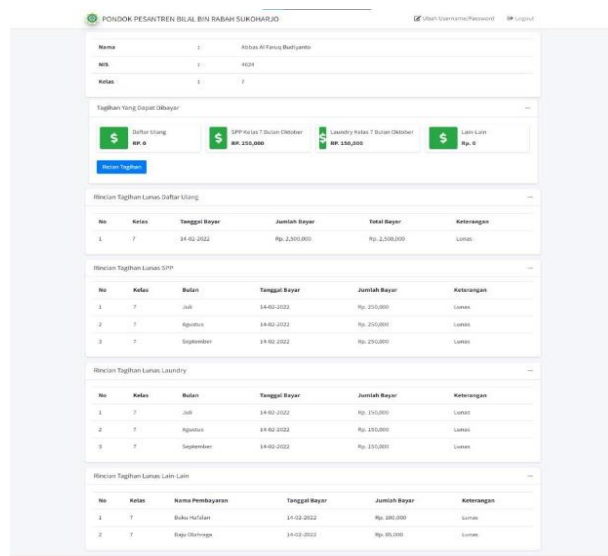 PONDOK PESANTREN BILAL BIN RABAH SUKOHARJO Ubah Username/Password Logout
Nama : Abbas Al Faruq Budiyanto
NIS : 4624
Kelas : 7
Tagihan Yang Dapat Dibayar
Daftar Ulang SPP Kelas 7 Bulan Oktober Laundry Kelas 7 Bulan Oktober Lain-Lain
RP. 0 RP. 250,000 RP. 150,000 Rp. 0
Rician Tagihan
Rincian Tagihan Lunas Daftar Ulang
No Kelas Tanggal Bayar Jumlah Bayar Total Bayar Keterangan
1 7 14-02-2022 Rp. 2,500,000 Rp. 2,500,000 Lunas
Rincian Tagihan Lunas SPP
No Kelas Bulan Tanggal Bayar Jumlah Bayar Keterangan
1 7 Juli 14-02-2022 Rp. 250,000 Lunas
2 7 Agustus 14-02-2022 Rp. 250,000 Lunas
3 7 September 14-02-2022 Rp. 250,000 Lunas
Rincian Tagihan Lunas Laundry
No Kelas Bulan Tanggal Bayar Jumlah Bayar Keterangan
1 7 Juli 14-02-2022 Rp. 150,000 Lunas
2 7 Agustus 14-02-2022 Rp. 150,000 Lunas
3 7 September 14-02-2022 Rp. 150,000 Lunas
Rincian Tagihan Lunas Lain-Lain
No Kelas Nama Pembayaran Tanggal Bayar Jumlah Bayar Keterangan
1 7 Buku Hafalan 14-02-2022 Rp. 100,000 Lunas
2 7 Baju Olahraga 14-02-2022 Rp. 85,000 Lunas